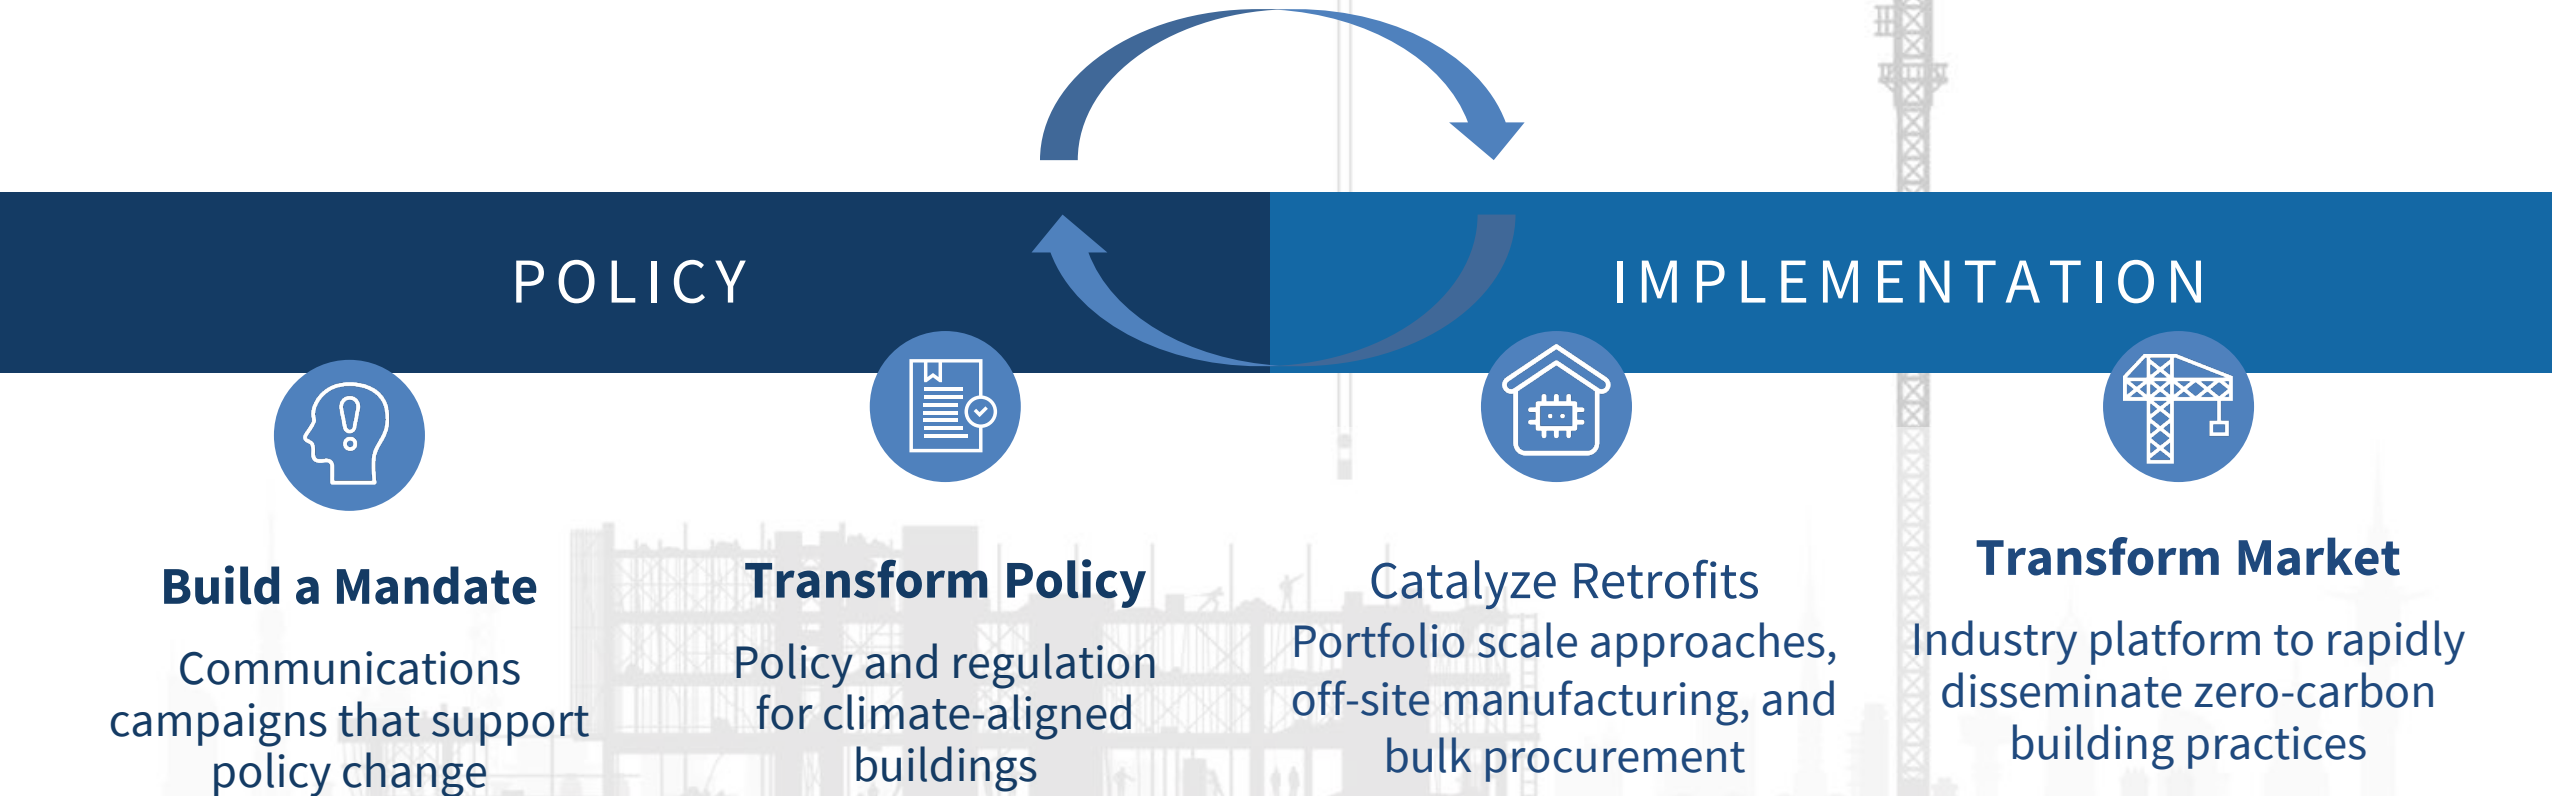 POLICY
IMPLEMENTATION
Build a Mandate
Communications
campaigns that support
policy change
Transform Policy
Policy and regulation
for climate-aligned
buildings
Catalyze Retrofits
Portfolio scale approaches,
off-site manufacturing, and
bulk procurement
Transform Market
Industry platform to rapidly
disseminate zero-carbon
building practices